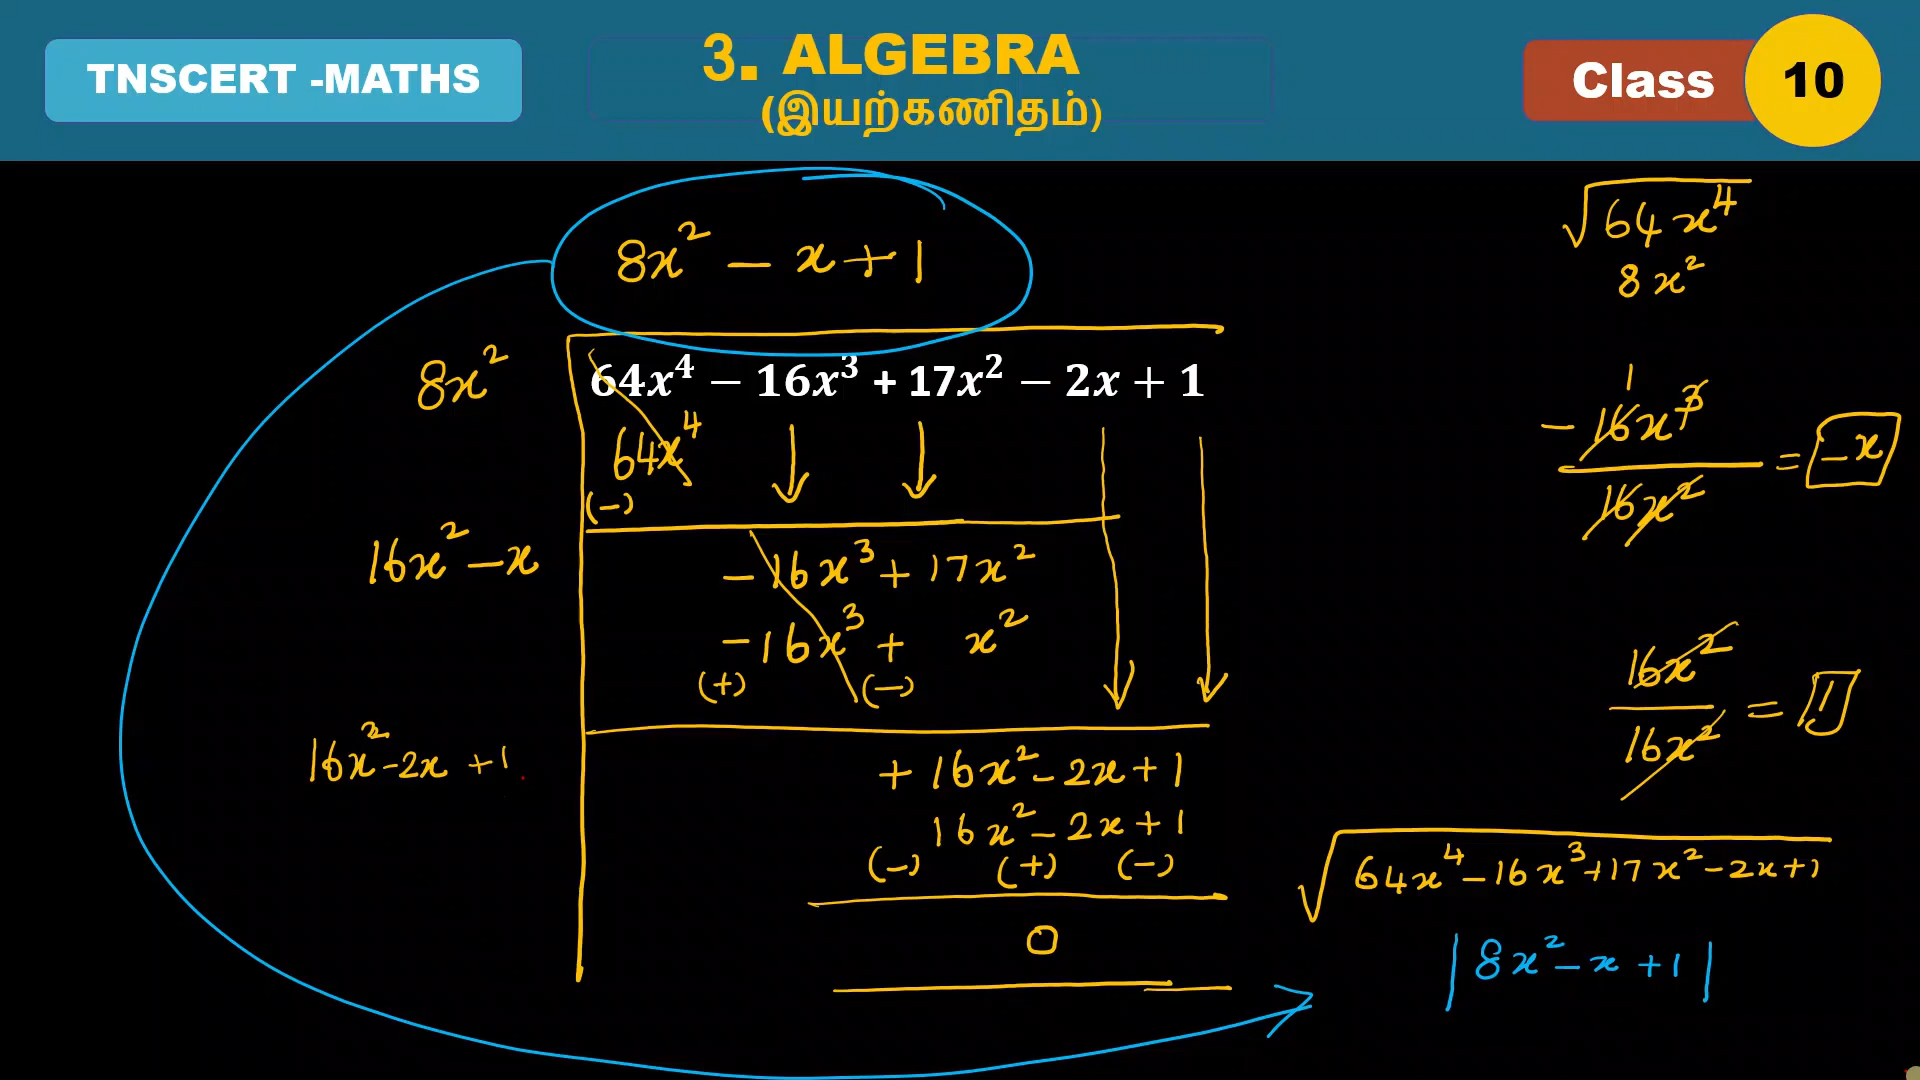 TNSCERT -MATHS
3. ALGEBRA
(இயற்கணிதம்)
Class 10
8x² - x + 1
8x²
64x⁴ − 16x³ + 17x² − 2x + 1
64x⁴
(-)
16x² - x
- 16x³ + 17x²
- 16x³ + x²
(+) (-)
16x² - 2x + 1
+ 16x² - 2x + 1
16x² - 2x + 1
(-) (+) (-)
0
√64x⁴
8x²
1
- 16x³ / 16x² = -x
16x² / 16x² = 1
√64x⁴ - 16x³ + 17x² - 2x + 1
| 8x² - x + 1 |